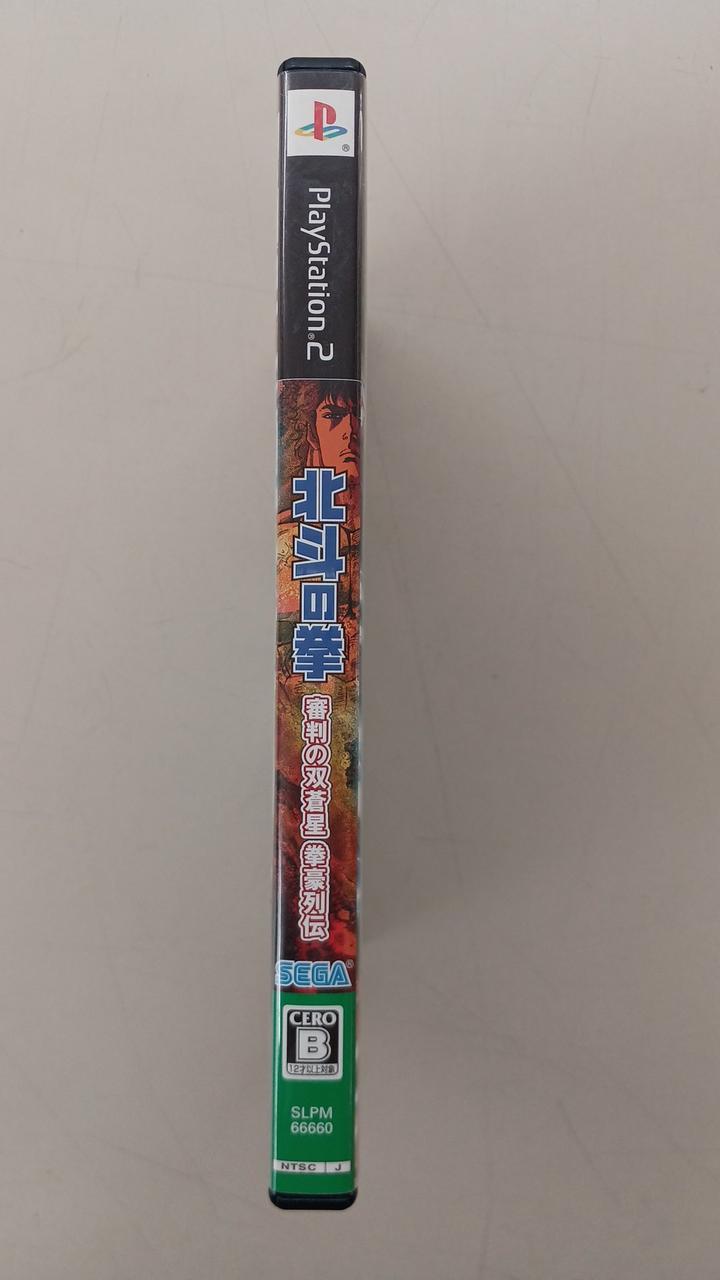 PlayStation®2
北斗の拳
審判の双蒼星 拳豪列伝
SEGA®
CERO
B
12才以上対象
SLPM
66660
NTSC J